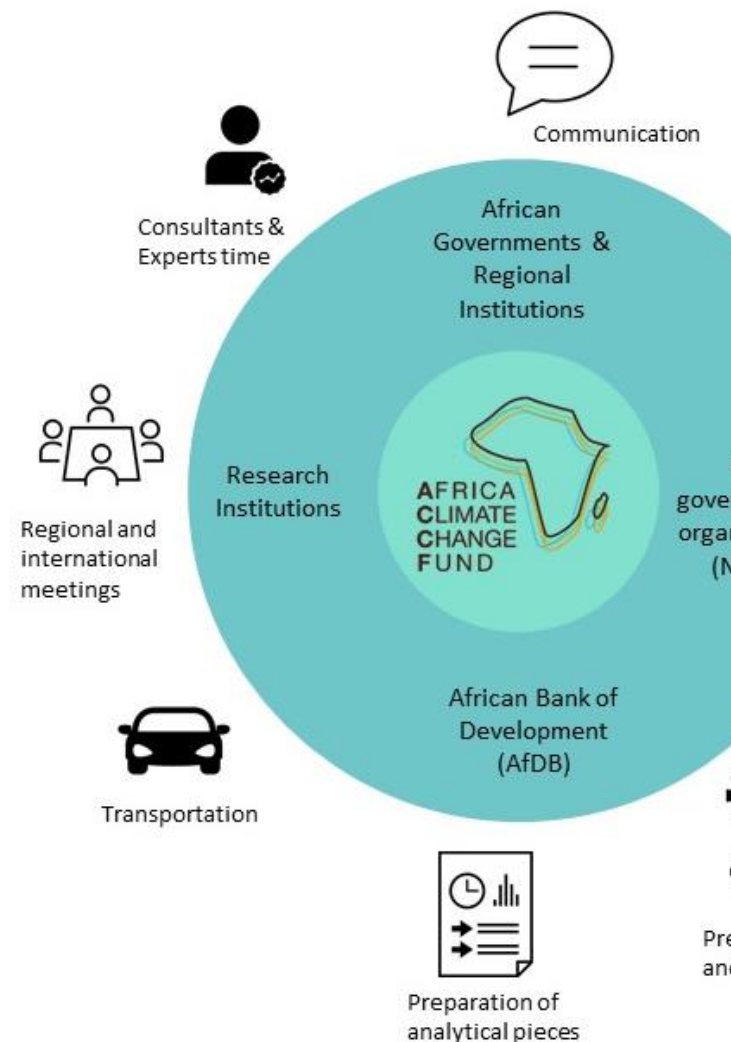 Communication
Consultants &
Experts time
African
Governments &
Regional
Institutions
Regional and
international
meetings
Research
Institutions
AFRICA
CLIMATE
CHANGE
FUND
African Bank of
Development
(AfDB)
Transportation
Preparation of
analytical pieces